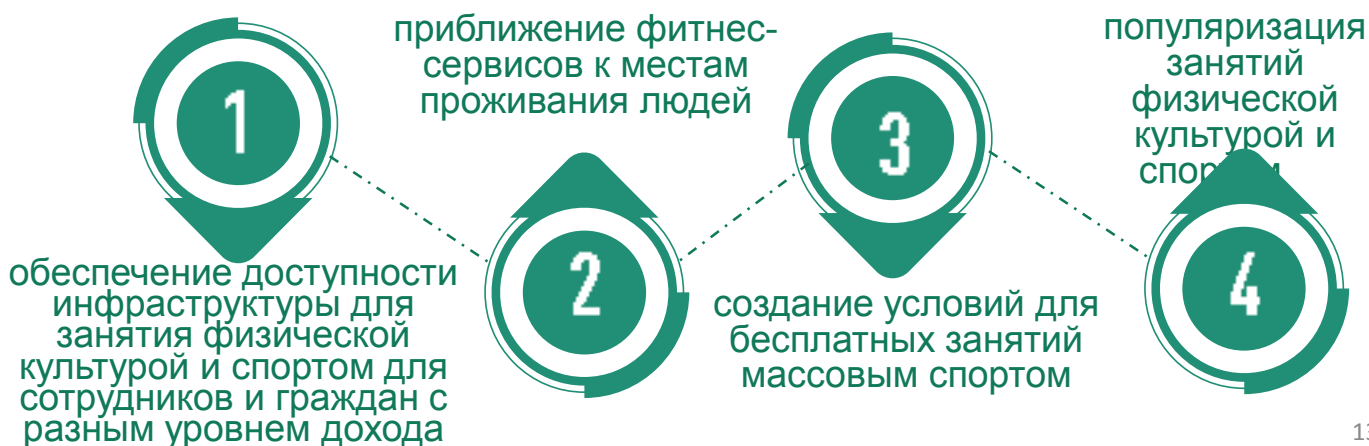 1
обеспечение доступности
инфраструктуры для
занятия физической
культурой и спортом для
сотрудников и граждан с
разным уровнем дохода
приближение фитнес-
сервисов к местам
проживания людей
2
3
создание условий для
бесплатных занятий
массовым спортом
популяризация
занятий
физической
культурой и
4